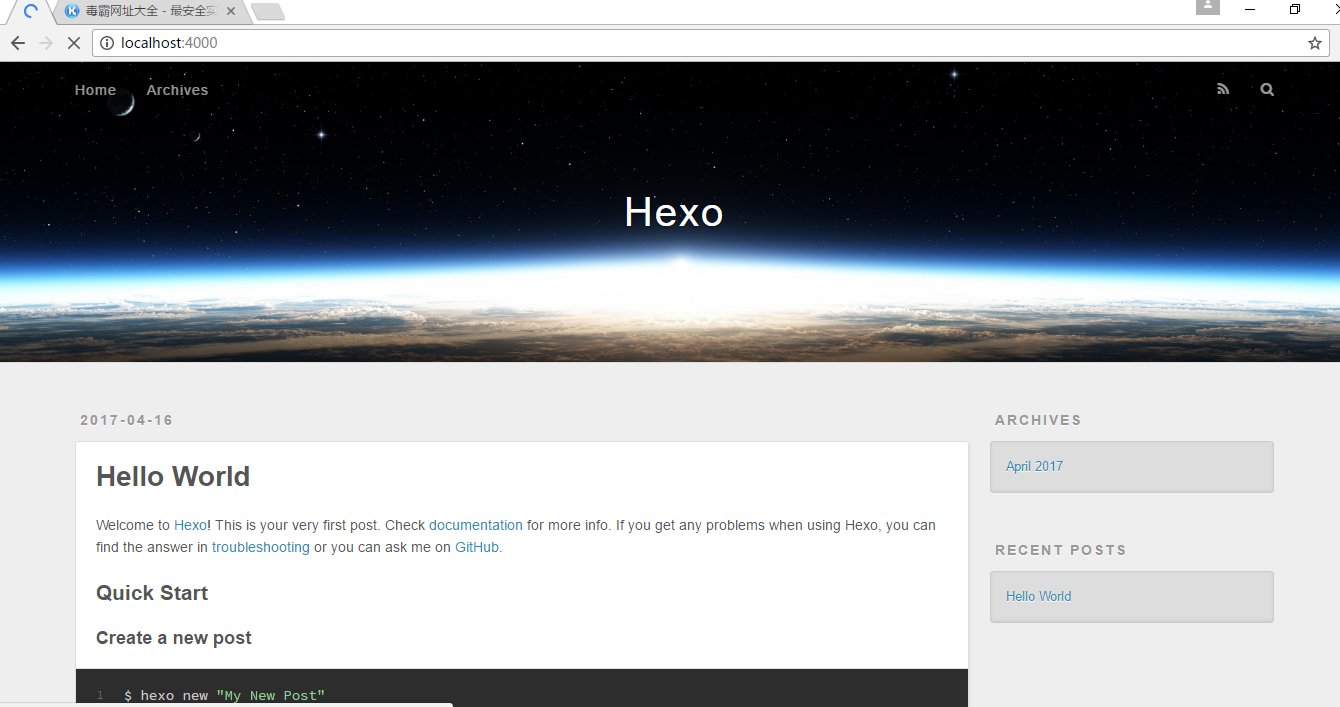 毒霸网址大全 - 最安全实
localhost:4000
Home Archives
Hexo
2017-04-16
Hello World
Welcome to Hexo! This is your very first post. Check documentation for more info. If you get any problems when using Hexo, you can
find the answer in troubleshooting or you can ask me on GitHub.
Quick Start
Create a new post
1 $ hexo new "My New Post"
ARCHIVES
April 2017
RECENT POSTS
Hello World